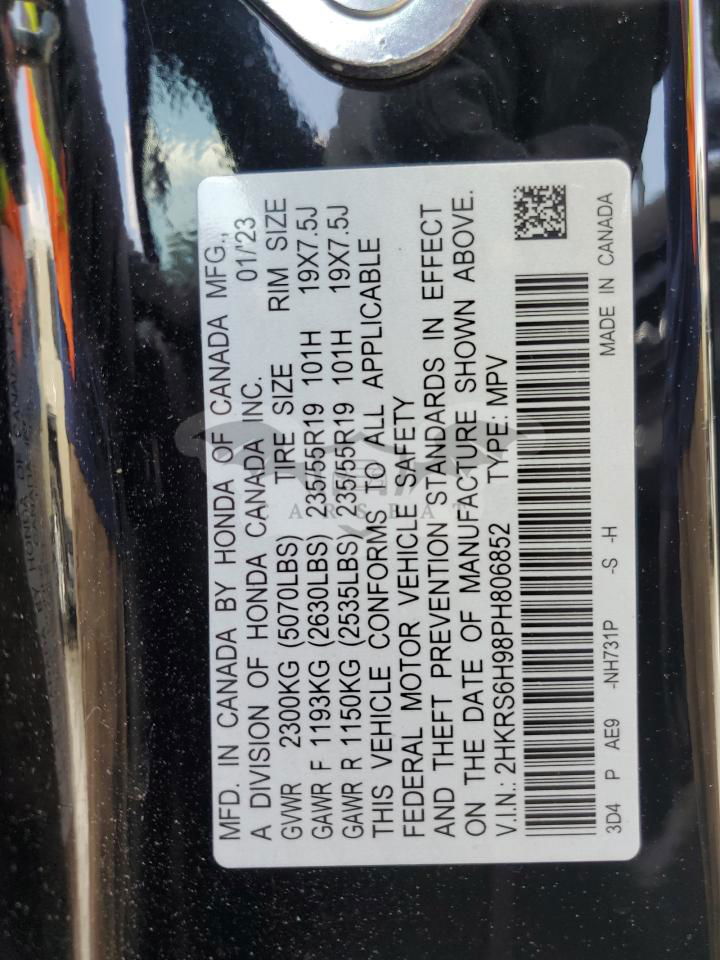 MFD. IN CANADA BY HONDA OF CANADA MFG.,
A DIVISION OF HONDA CANADA INC. 01/'23
GVWR 2300KG (5070LBS) TIRE SIZE RIM SIZE
GAWR F 1193KG (2630LBS) 235/55R19 101H 19X7.5J
GAWR R 1150KG (2535LBS) 235/55R19 101H 19X7.5J
THIS VEHICLE CONFORMS TO ALL APPLICABLE
FEDERAL MOTOR VEHICLE SAFETY
AND THEFT PREVENTION STANDARDS IN EFFECT
ON THE DATE OF MANUFACTURE SHOWN ABOVE.
V.I.N.: 2HKRS6H98PH806852 TYPE: MPV
3D4 P AE9 -NH731P -S -H MADE IN CANADA